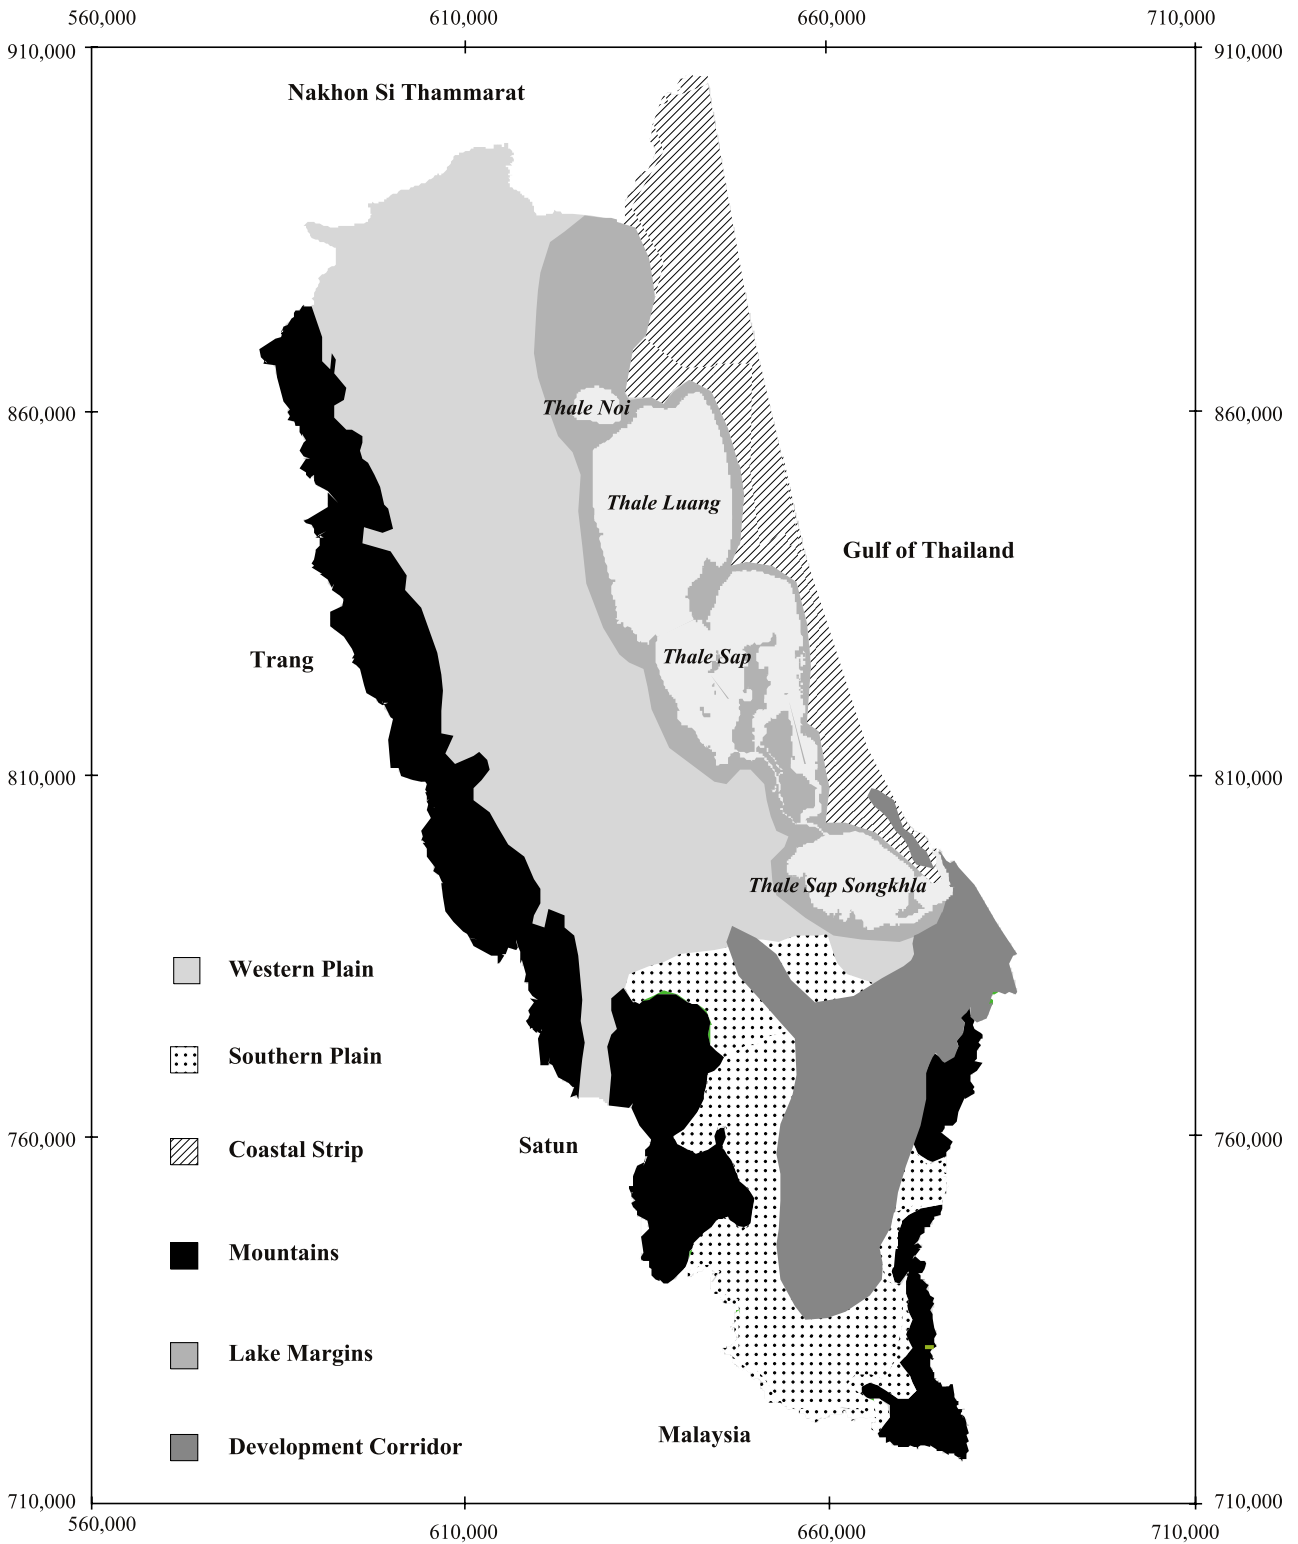 560,000
610,000
660,000
710,000
910,000
910,000
Nakhon Si Thammarat
860,000
Thale Noi
860,000
Thale Luang
Gulf of Thailand
Trang
Thale Sap
810,000
810,000
Thale Sap Songkhla
Western Plain
Southern Plain
760,000
Satun
760,000
Coastal Strip
Mountains
Lake Margins
Malaysia
Development Corridor
710,000
710,000
560,000
610,000
660,000
710,000